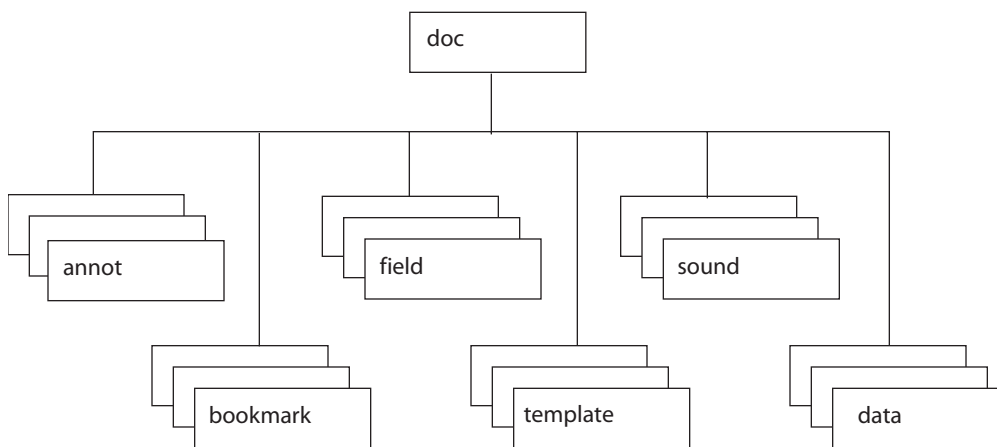 doc
annot
field
sound
bookmark
template
data